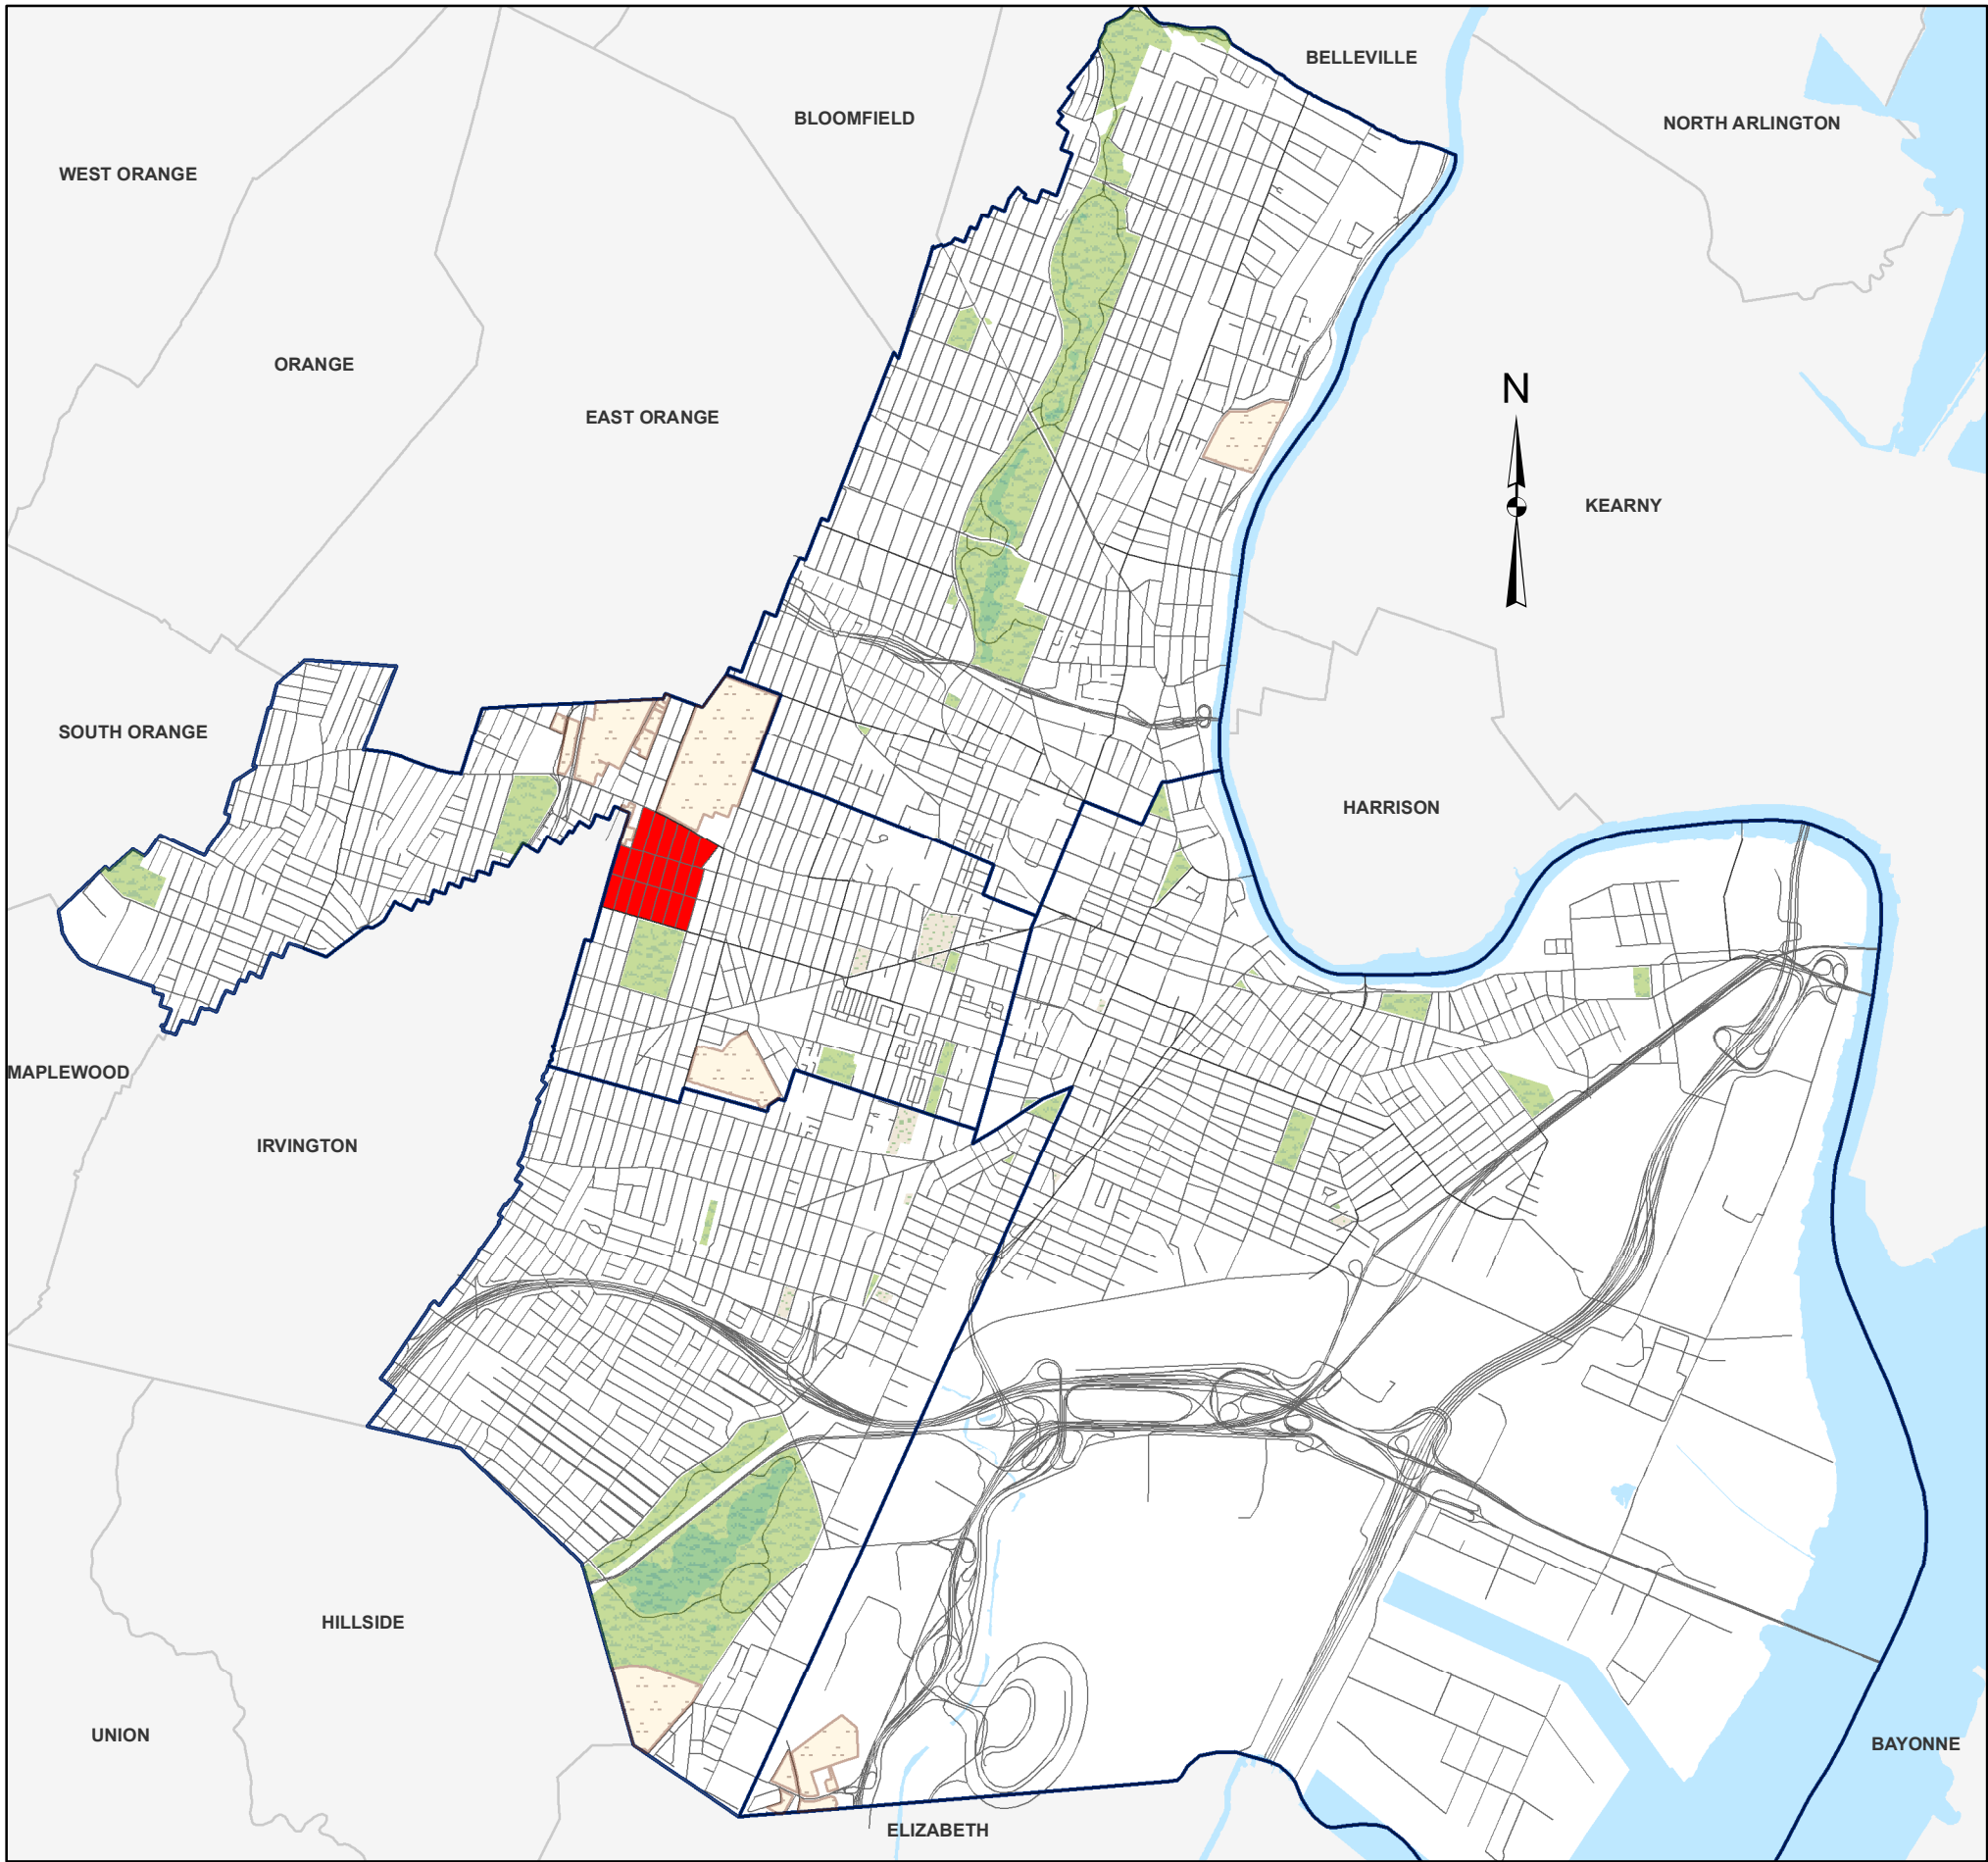 BELLEVILLE
BLOOMFIELD
NORTH ARLINGTON
WEST ORANGE
ORANGE
N
EAST ORANGE
KEARNY
SOUTH ORANGE
HARRISON
MAPLEWOOD
IRVINGTON
HILLSIDE
UNION
BAYONNE
ELIZABETH